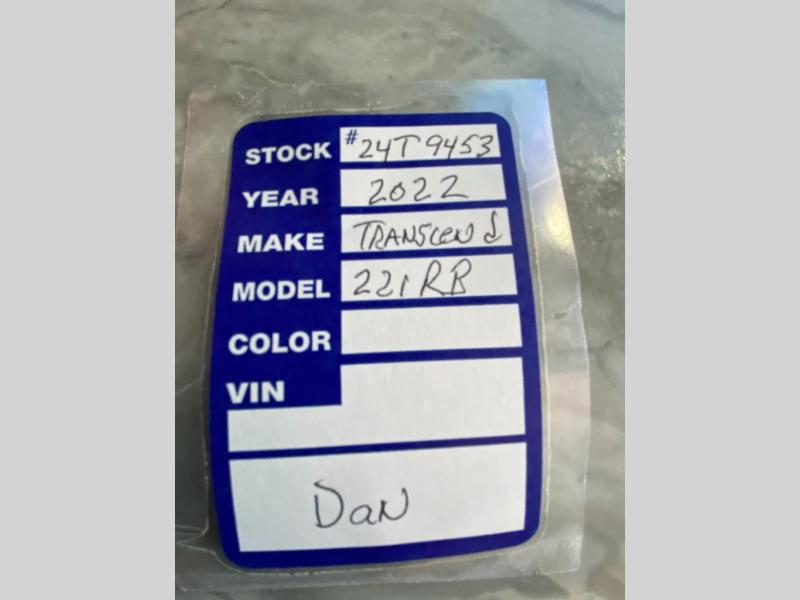 STOCK #24T9453
YEAR 2022
MAKE TRANSCEND
MODEL 221RB
COLOR
VIN
Dan